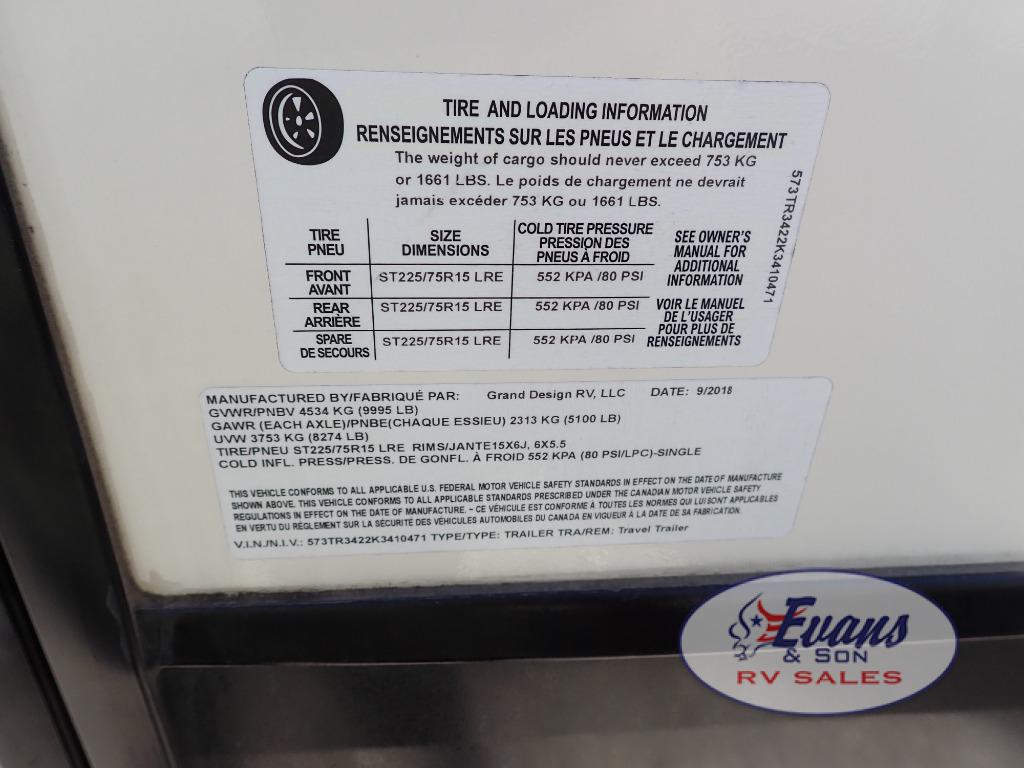 TIRE AND LOADING INFORMATION
RENSEIGNEMENTS SUR LES PNEUS ET LE CHARGEMENT
The weight of cargo should never exceed 753 KG
or 1661 LBS. Le poids de chargement ne devrait
jamais excéder 753 KG ou 1661 LBS.
TIRE PNEU
SIZE DIMENSIONS
COLD TIRE PRESSURE
PRESSION DES
PNEUS À FROID
FRONT AVANT
ST225/75R15 LRE
552 KPA /80 PSI
REAR ARRIÈRE
ST225/75R15 LRE
552 KPA /80 PSI
SPARE DE SECOURS
ST225/75R15 LRE
552 KPA /80 PSI
SEE OWNER'S
MANUAL FOR
ADDITIONAL
INFORMATION
VOIR LE MANUEL
DE L'USAGER
POUR PLUS DE
RENSEIGNEMENTS
573TR3422K3410471
MANUFACTURED BY/FABRIQUÉ PAR: Grand Design RV, LLC DATE: 9/2018
GVWR/PNBV 4534 KG (9995 LB)
GAWR (EACH AXLE)/PNBE(CHAQUE ESSIEU) 2313 KG (5100 LB)
UVW 3753 KG (8274 LB)
TIRE/PNEU ST225/75R15 LRE RIMS/JANTE15X6J, 6X5.5
COLD INFL. PRESS/PRESS. DE GONFL. À FROID 552 KPA (80 PSI/LPC)-SINGLE
THIS VEHICLE CONFORMS TO ALL APPLICABLE U.S. FEDERAL MOTOR VEHICLE SAFETY STANDARDS IN EFFECT ON THE DATE OF MANUFACTURE
SHOWN ABOVE. THIS VEHICLE CONFORMS TO ALL APPLICABLE STANDARDS PRESCRIBED UNDER THE CANADIAN MOTOR VEHICLE SAFETY
REGULATIONS IN EFFECT ON THE DATE OF MANUFACTURE. - CE VÉHICULE EST CONFORME À TOUTES LES NORMES QUI LUI SONT APPLICABLES
EN VERTU DU RÈGLEMENT SUR LA SÉCURITÉ DES VÉHICULES AUTOMOBILES DU CANADA EN VIGUEUR À LA DATE DE SA FABRICATION.
V.I.N./N.I.V.: 573TR3422K3410471 TYPE/TYPE: TRAILER TRA/REM: Travel Trailer
Evans
& SON
RV SALES